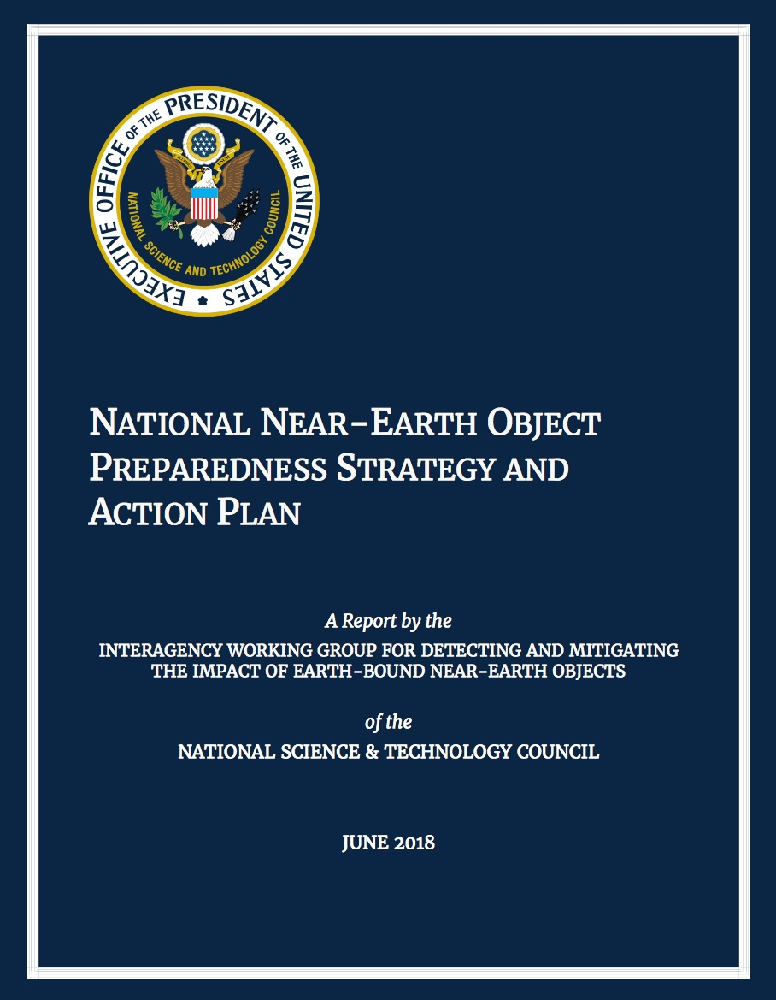 EXECUTIVE OFFICE OF THE PRESIDENT OF THE UNITED STATES
NATIONAL SCIENCE AND TECHNOLOGY COUNCIL
NATIONAL NEAR-EARTH OBJECT
PREPAREDNESS STRATEGY AND
ACTION PLAN
A Report by the
INTERAGENCY WORKING GROUP FOR DETECTING AND MITIGATING
THE IMPACT OF EARTH-BOUND NEAR-EARTH OBJECTS
of the
NATIONAL SCIENCE & TECHNOLOGY COUNCIL
JUNE 2018